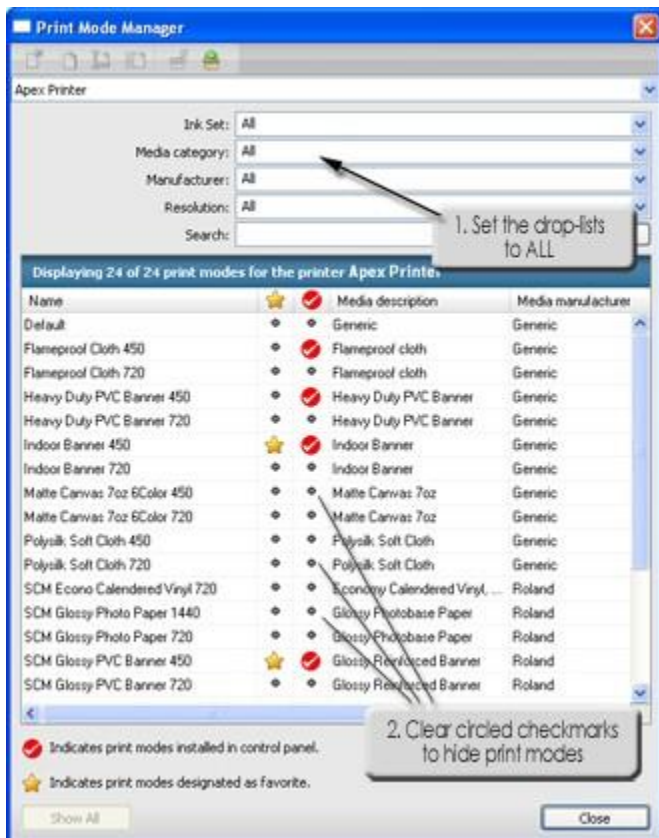 Print Mode Manager
Apex Printer
Ink Set: All
Media category: All
Manufacturer: All
Resolution: All
Search:
1. Set the drop-lists
to ALL
Displaying 24 of 24 print modes for the printer Apex Printer
Name Media description Media manufacturer
Default Generic Generic
Flameproof Cloth 450 Flameproof cloth Generic
Flameproof Cloth 720 Flameproof cloth Generic
Heavy Duty PVC Banner 450 Heavy Duty PVC Banner Generic
Heavy Duty PVC Banner 720 Heavy Duty PVC Banner Generic
Indoor Banner 450 Indoor Banner Generic
Indoor Banner 720 Indoor Banner Generic
Matte Canvas 7oz 6Color 450 Matte Canvas 7oz Generic
Matte Canvas 7oz 6Color 720 Matte Canvas 7oz Generic
Polysilk Soft Cloth 450 Polysilk Soft Cloth Generic
Polysilk Soft Cloth 720 Polysilk Soft Cloth Generic
SCM Econo Calendered Vinyl 720 Economy Calendered Vinyl, ... Roland
SCM Glossy Photo Paper 1440 Glossy Photobase Paper Roland
SCM Glossy Photo Paper 720 Glossy Photobase Paper Roland
SCM Glossy PVC Banner 450 Glossy Reinforced Banner Roland
SCM Glossy PVC Banner 720 Glossy Reinforced Banner Roland
2. Clear circled checkmarks
to hide print modes
Indicates print modes installed in control panel.
Indicates print modes designated as favorite.
Show All Close